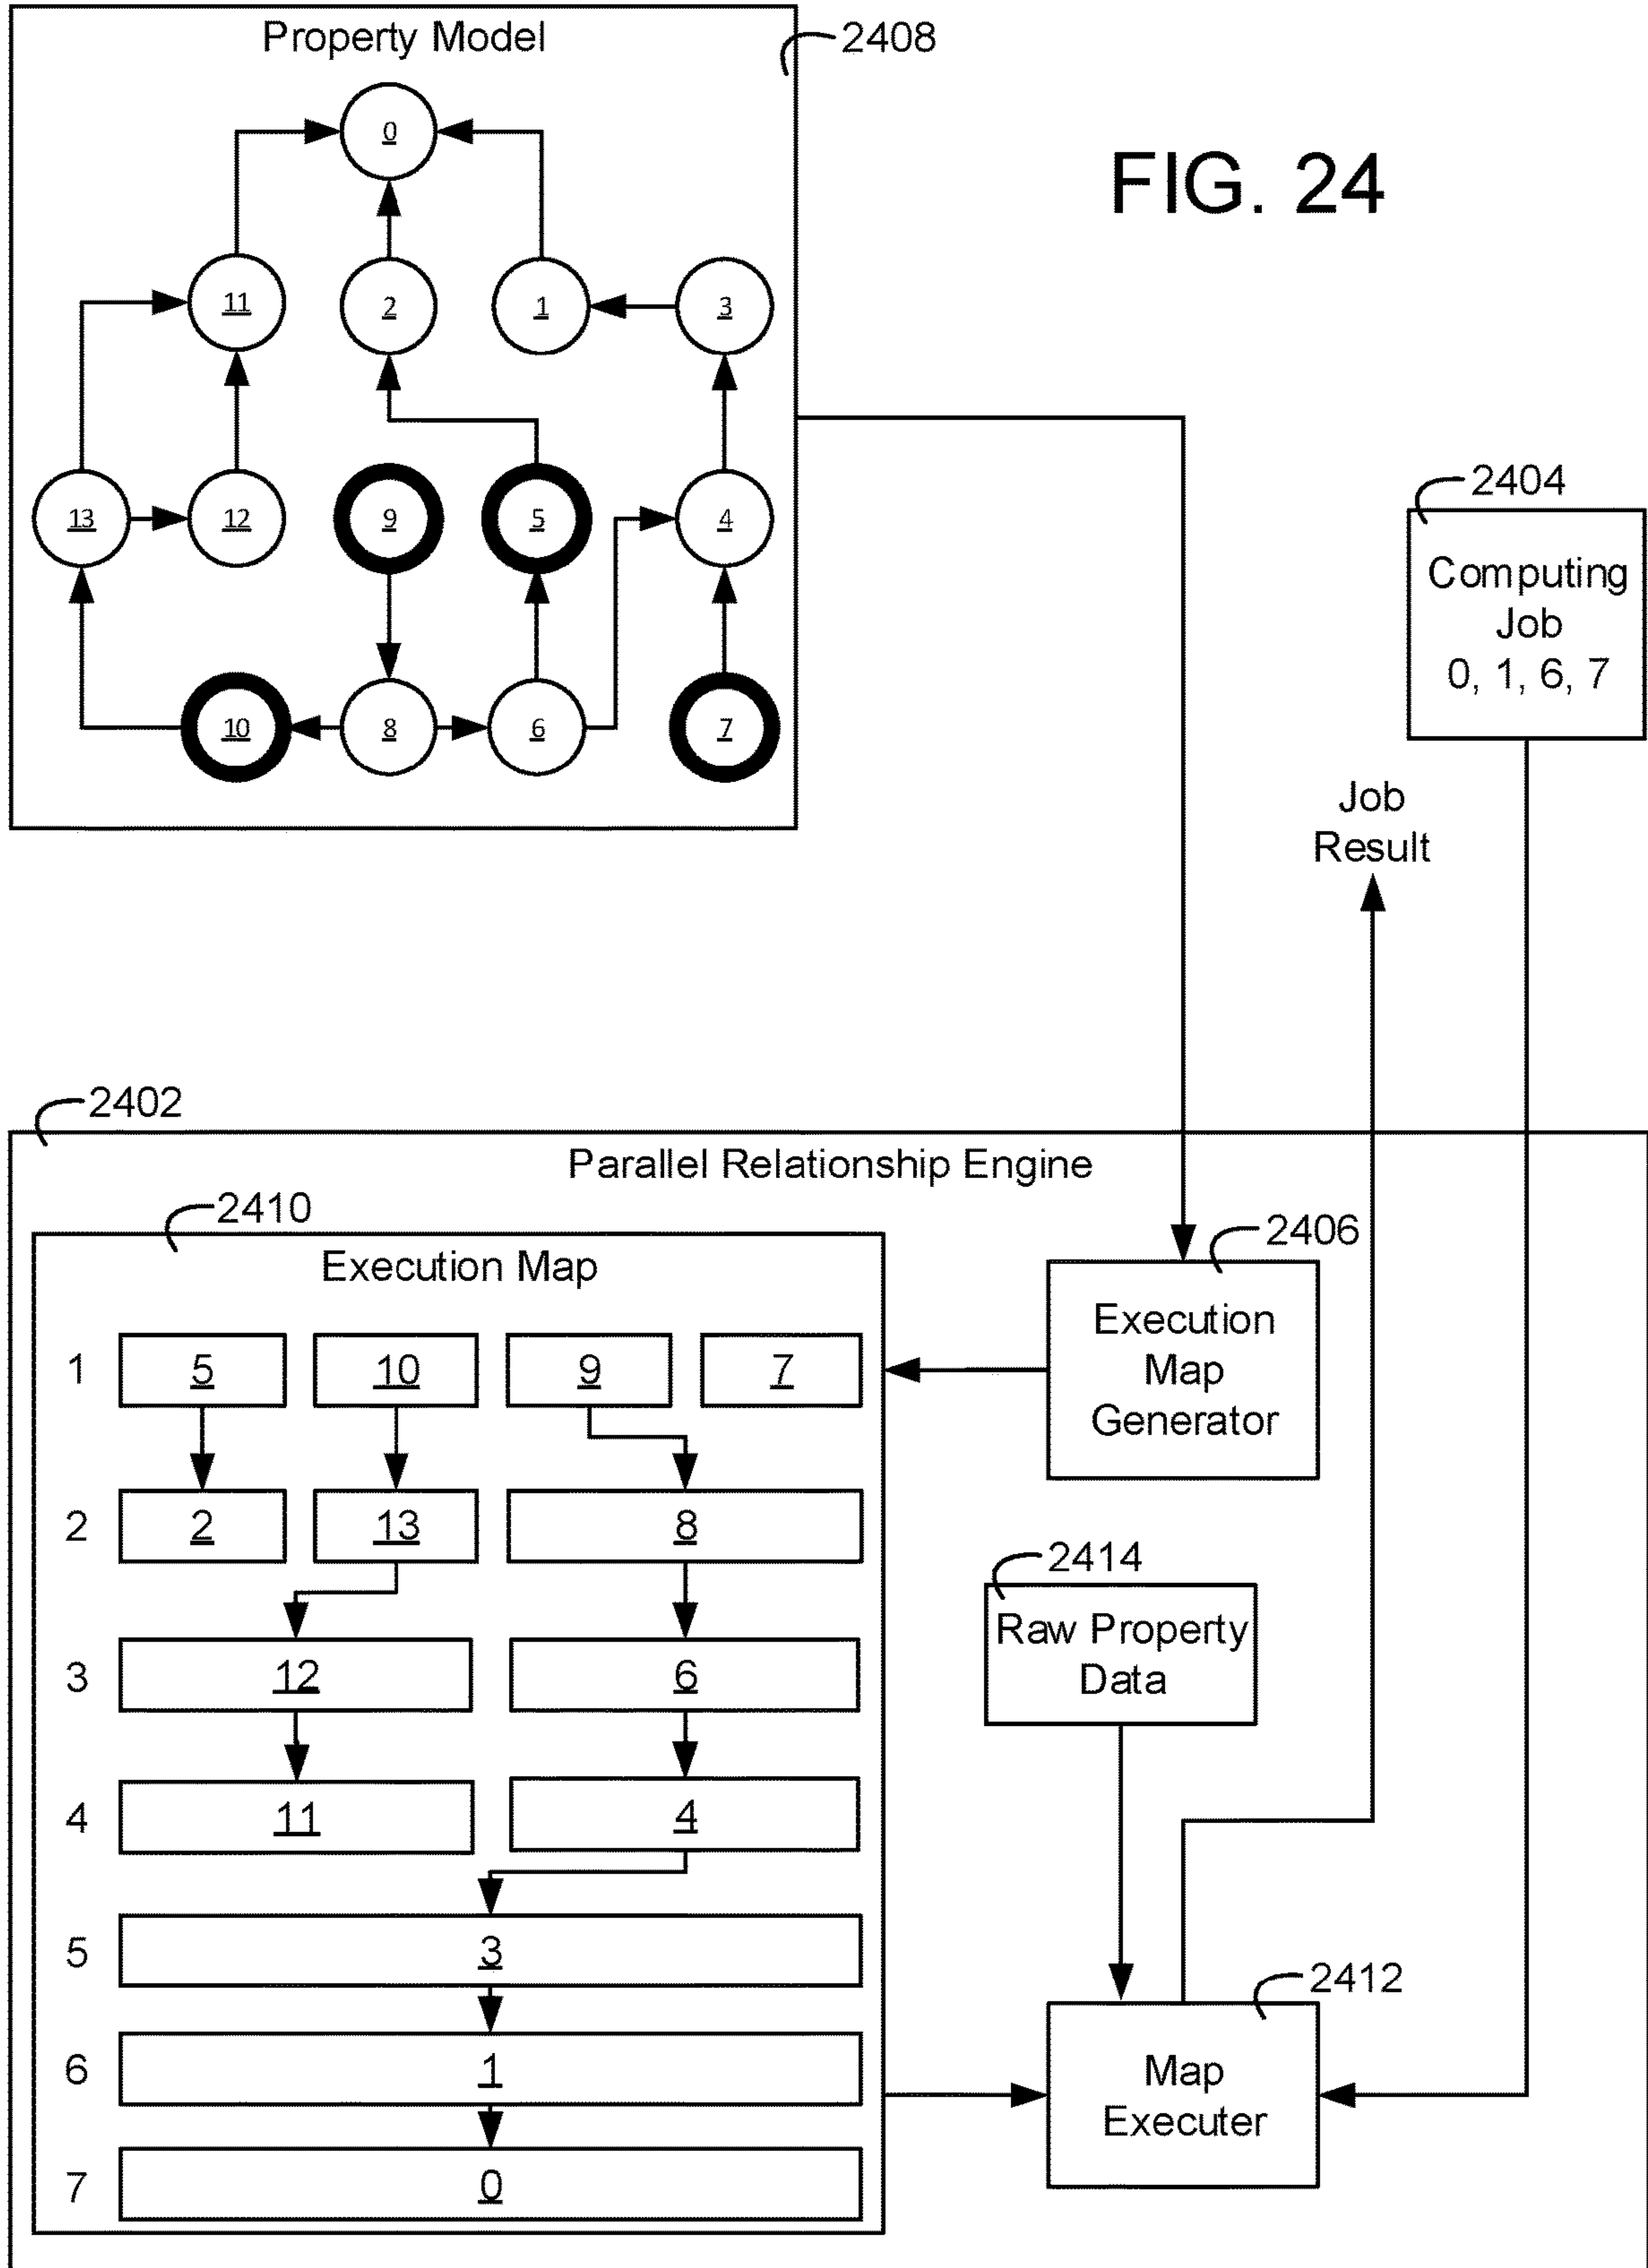 Property Model
2408
0
FIG. 24
11
2
1
3
13
12
9
5
4
10
8
6
7
2404
Computing
Job
0, 1, 6, 7
Job
Result
2402
Parallel Relationship Engine
2410
Execution Map
2406
Execution
Map
Generator
1
5
10
9
7
2
2
13
8
2414
Raw Property
Data
3
12
6
4
11
4
5
3
2412
Map
Executer
6
1
7
0